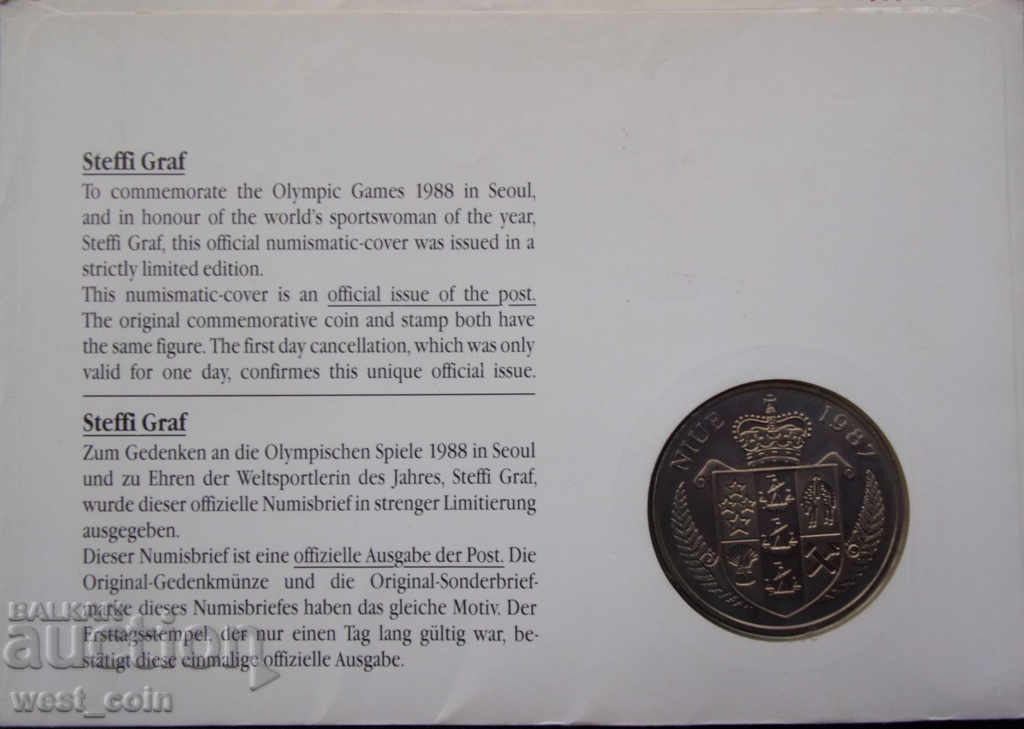 Steffi Graf
To commemorate the Olympic Games 1988 in Seoul,
and in honour of the world's sportswoman of the year,
Steffi Graf, this official numismatic-cover was issued in a
strictly limited edition.
This numismatic-cover is an official issue of the post.
The original commemorative coin and stamp both have
the same figure. The first day cancellation, which was only
valid for one day, confirmes this unique official issue.
Steffi Graf
Zum Gedenken an die Olympischen Spiele 1988 in Seoul
und zu Ehren der Weltsportlerin des Jahres, Steffi Graf,
wurde dieser offizielle Numisbrief in strenger Limitierung
ausgegeben.
Dieser Numisbrief ist eine offizielle Ausgabe der Post. Die
Original-Gedenkmünze und die Original-Sonderbrief-
marke dieses Numisbriefes haben das gleiche Motiv. Der
Ersttagsstempel, der nur einen Tag lang gültig war, be-
stätigt diese einmalige offizielle Ausgabe.
NIUE 1987
BALKAN
auction
west_coin